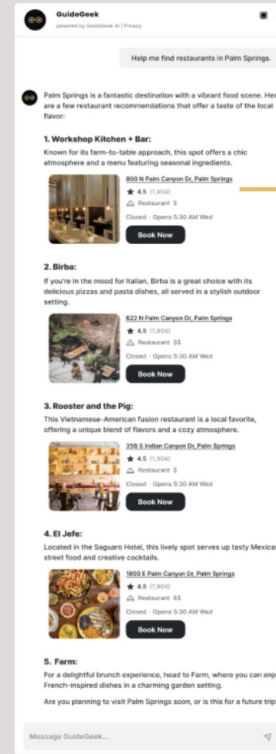 GuideGeek
powered by GuideGeek AI | Privacy
Help me find restaurants in Palm Springs.
Palm Springs is a fantastic destination with a vibrant food scene. Her
are a few restaurant recommendations that offer a taste of the local
flavor:
1. Workshop Kitchen + Bar:
Known for its farm-to-table approach, this spot offers a chic
atmosphere and a menu featuring seasonal ingredients.
800 N Palm Canyon Dr, Palm Springs
★ 4.5 (1,904)
Restaurant $
Closed · Opens 5:30 AM Wed
Book Now
2. Birba:
If you're in the mood for Italian, Birba is a great choice with its
delicious pizzas and pasta dishes, all served in a stylish outdoor
setting.
622 N Palm Canyon Dr, Palm Springs
★ 4.5 (1,904)
Restaurant $$
Closed · Opens 5:30 AM Wed
Book Now
3. Rooster and the Pig:
This Vietnamese-American fusion restaurant is a local favorite,
offering a unique blend of flavors and a cozy atmosphere.
356 S Indian Canyon Dr, Palm Springs
★ 4.5 (1,904)
Restaurant $
Closed · Opens 5:30 AM Wed
Book Now
4. El Jefe:
Located in the Saguaro Hotel, this lively spot serves up tasty Mexica
street food and creative cocktails.
1800 E Palm Canyon Dr, Palm Springs
★ 4.5 (1,904)
Restaurant $$
Closed · Opens 5:30 AM Wed
Book Now
5. Farm:
For a delightful brunch experience, head to Farm, where you can enjo
French-inspired dishes in a charming garden setting.
Are you planning to visit Palm Springs soon, or is this for a future trip
Message GuideGeek...